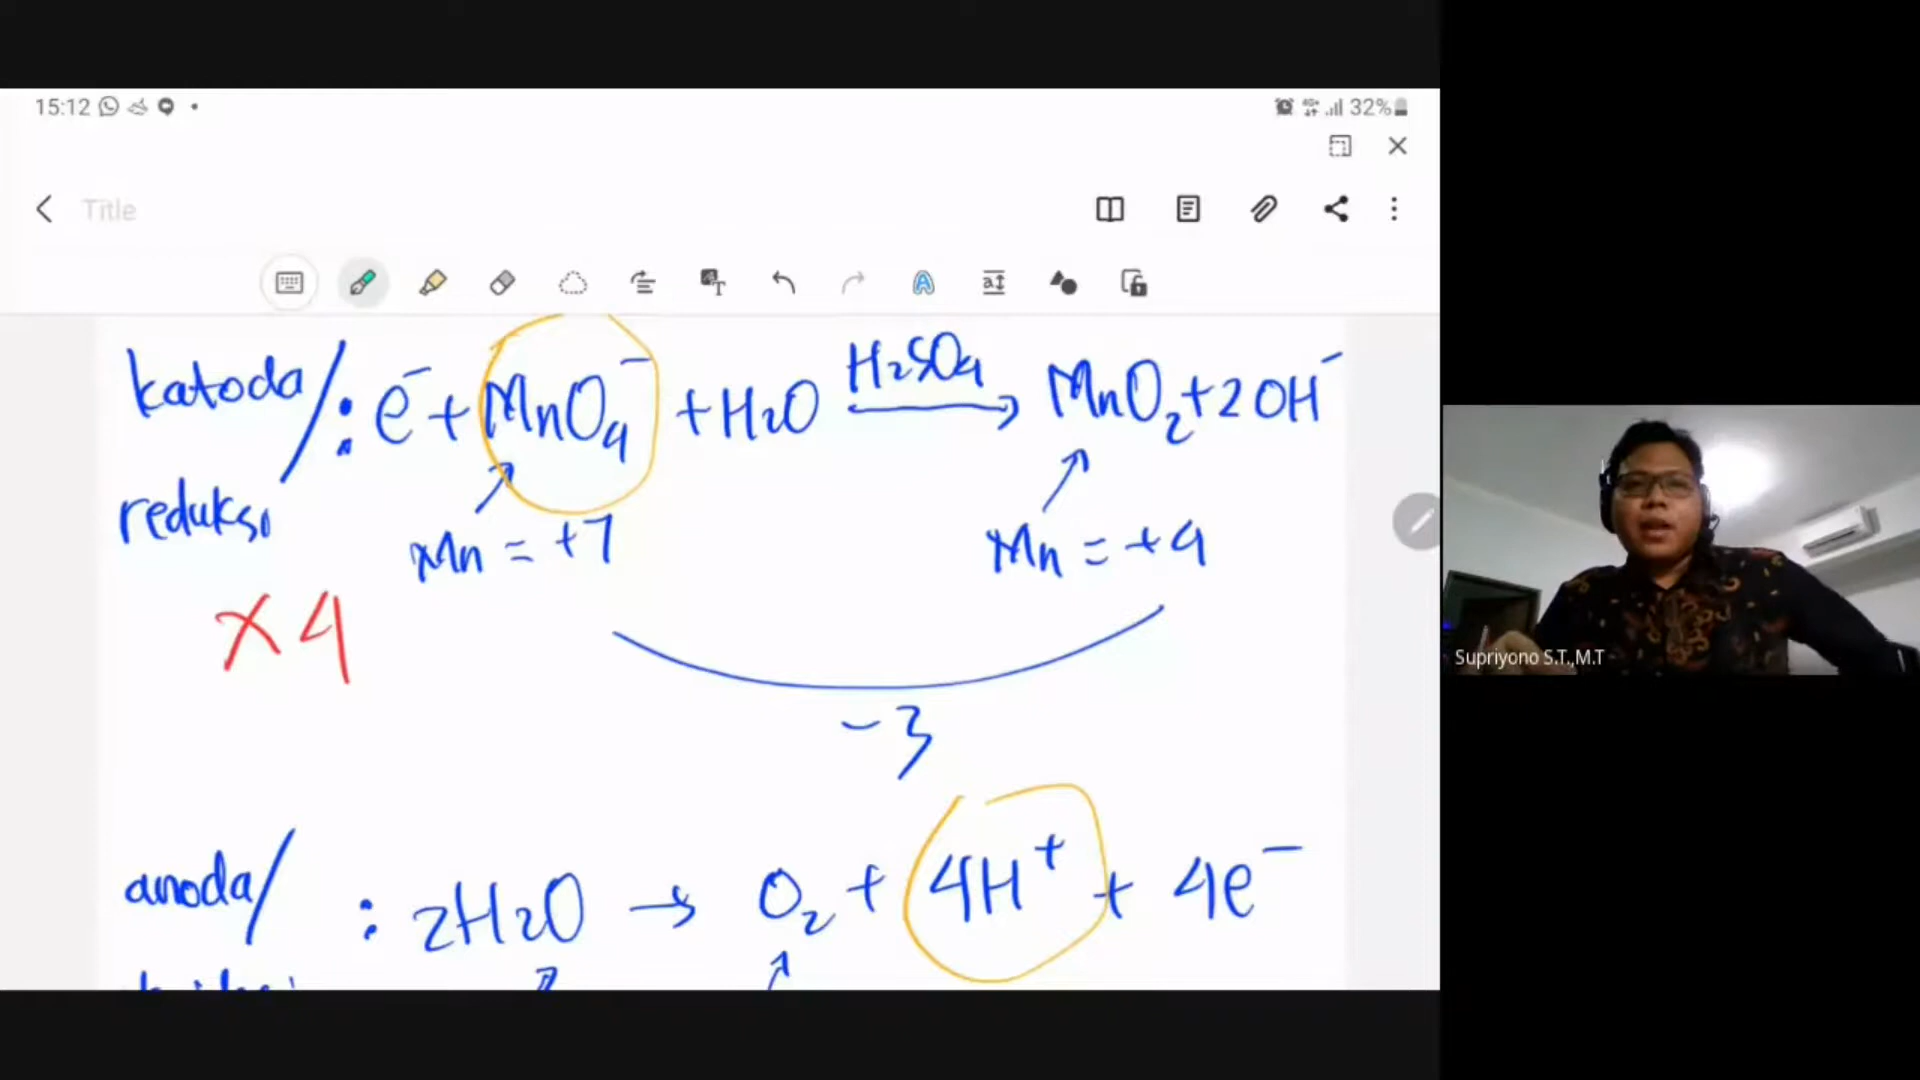 15:12
32%
Title
katoda/ : e⁻ + MnO₄⁻ + H₂O H₂SO₄ → MnO₂ + 2OH⁻
reduksi
Mn = +7
Mn = +4
×4
-3
anoda/ : 2H₂O → O₂ + 4H⁺ + 4e⁻
Supriyono S.T.,M.T